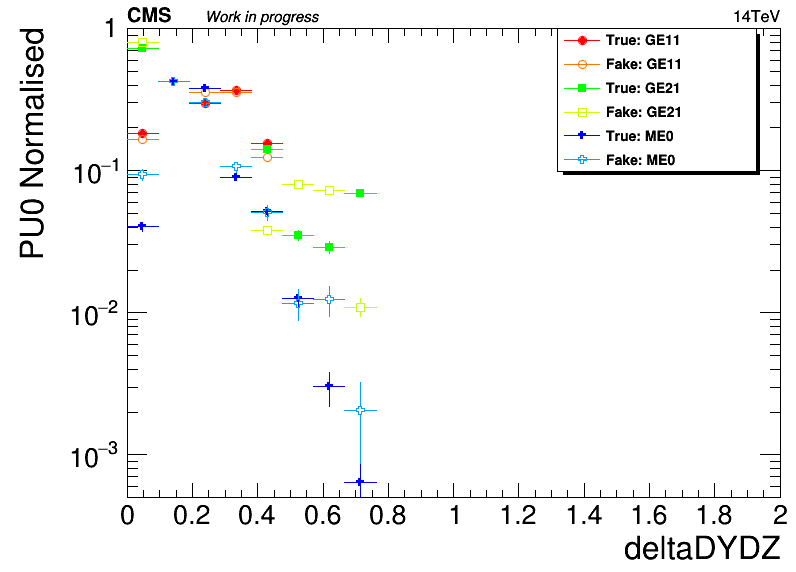 CMS Work in progress 14TeV
PU0 Normalised
1
10⁻¹
10⁻²
10⁻³
True: GE11
Fake: GE11
True: GE21
Fake: GE21
True: ME0
Fake: ME0
0 0.2 0.4 0.6 0.8 1 1.2 1.4 1.6 1.8 2
deltaDYDZ